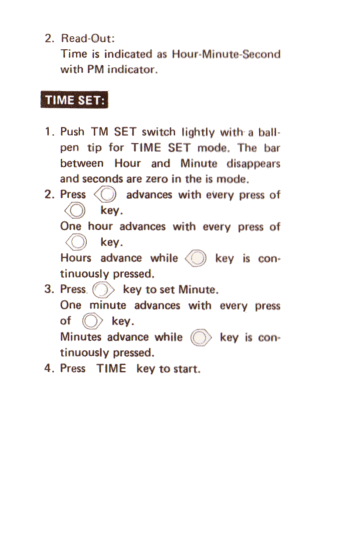 2. Read-Out:
Time is indicated as Hour-Minute-Second
with PM indicator.
TIME SET:
1. Push TM SET switch lightly with a ball-
pen tip for TIME SET mode. The bar
between Hour and Minute disappears
and seconds are zero in the is mode.
2. Press advances with every press of
key.
One hour advances with every press of
key.
Hours advance while key is con-
tinuously pressed.
3. Press key to set Minute.
One minute advances with every press
of key.
Minutes advance while key is con-
tinuously pressed.
4. Press TIME key to start.